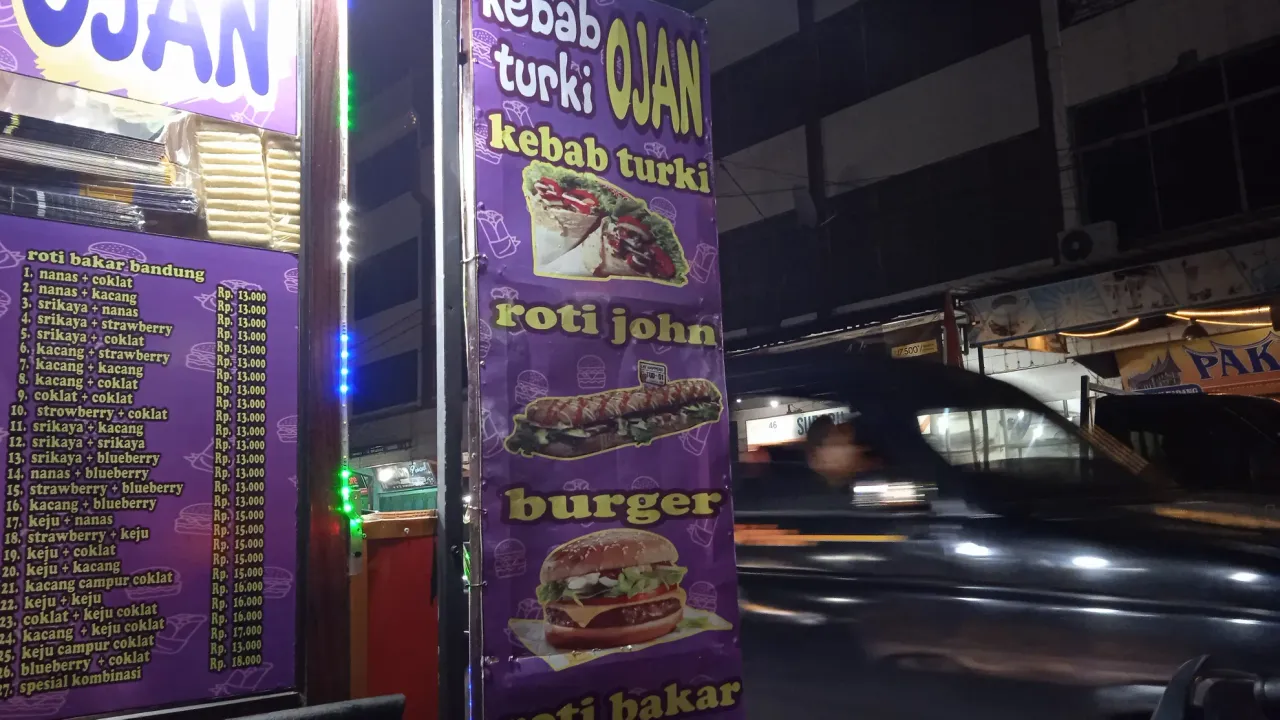 OJAN
roti bakar bandung
1. nanas + coklat Rp. 13.000
2. nanas + kacang Rp. 13.000
3. srikaya + nanas Rp. 13.000
4. srikaya + strawberry Rp. 13.000
5. srikaya + coklat Rp. 13.000
6. kacang + strawberry Rp. 13.000
7. kacang + kacang Rp. 13.000
8. kacang + coklat Rp. 13.000
9. coklat + coklat Rp. 13.000
10. strowberry + coklat Rp. 13.000
11. srikaya + kacang Rp. 13.000
12. srikaya + srikaya Rp. 13.000
13. srikaya + blueberry Rp. 13.000
14. nanas + blueberry Rp. 13.000
15. strawberry + blueberry Rp. 13.000
16. kacang + blueberry Rp. 13.000
17. keju + nanas Rp. 15.000
18. strawberry + keju Rp. 15.000
19. keju + coklat Rp. 15.000
20. keju + kacang Rp. 15.000
21. kacang campur coklat Rp. 15.000
22. keju + keju Rp. 16.000
23. coklat + keju coklat Rp. 16.000
24. kacang + keju coklat Rp. 16.000
25. keju campur coklat Rp. 17.000
26. blueberry + coklat Rp. 13.000
27. spesial kombinasi Rp. 18.000
kebab turki OJAN
kebab turki
roti john
burger
roti bakar
46
PAK